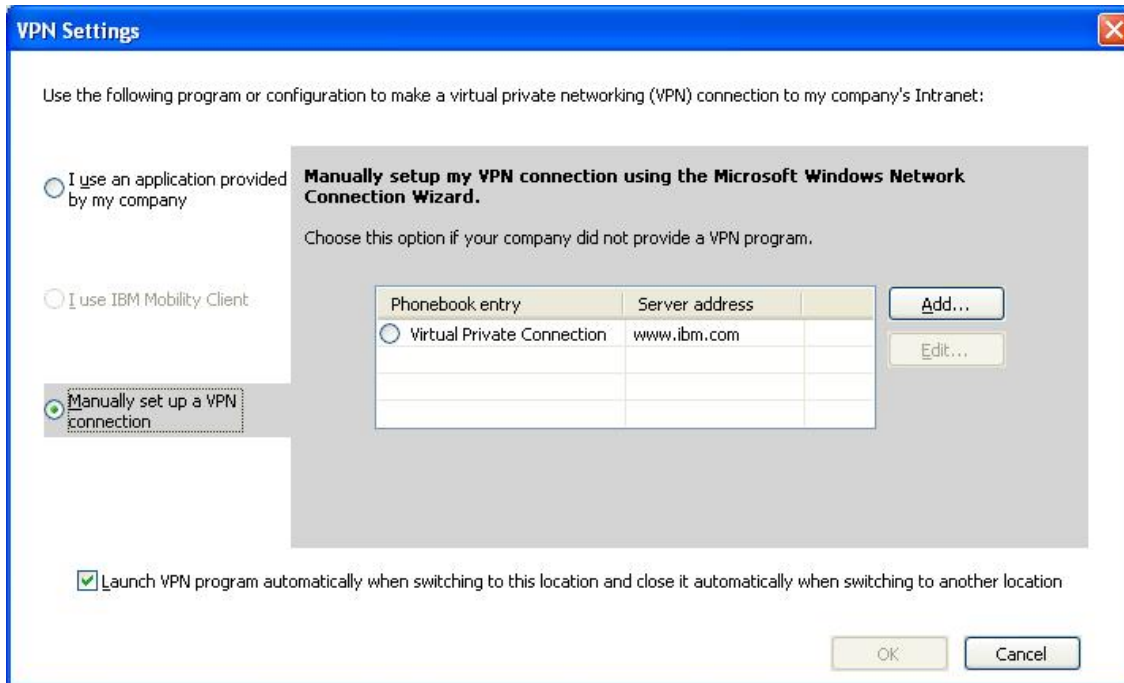 VPN Settings
Use the following program or configuration to make a virtual private networking (VPN) connection to my company's Intranet:
I use an application provided
by my company
I use IBM Mobility Client
Manually set up a VPN
connection
Manually setup my VPN connection using the Microsoft Windows Network
Connection Wizard.
Choose this option if your company did not provide a VPN program.
Phonebook entry Server address
Virtual Private Connection www.ibm.com
Add...
Edit...
Launch VPN program automatically when switching to this location and close it automatically when switching to another location
OK Cancel